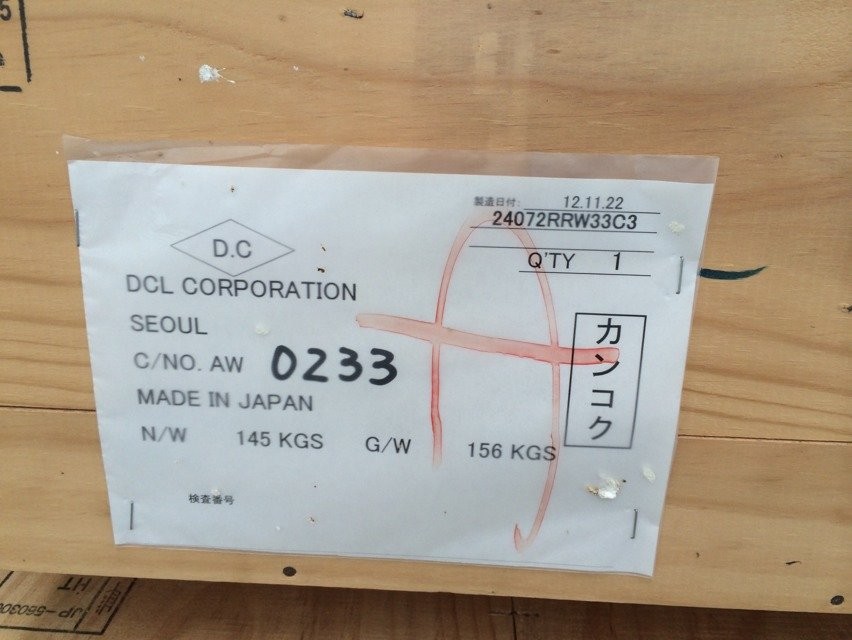 製造日付: 12.11.22
24072RRW33C3
Q'TY 1
D.C
DCL CORPORATION
SEOUL
C/NO. AW 0233
MADE IN JAPAN
N/W 145 KGS G/W 156 KGS
カンコク
検査番号
HT